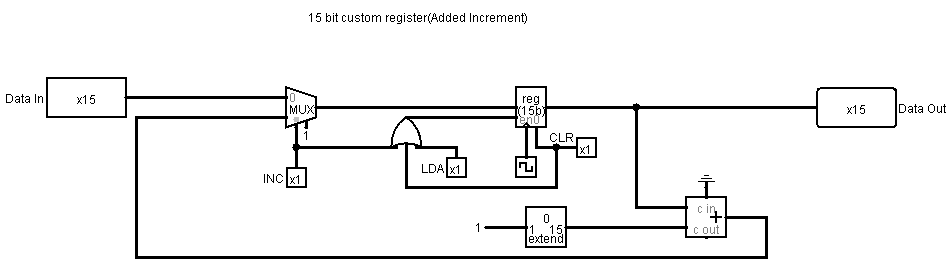 15 bit custom register(Added Increment)
Data In
x15
0
MUX
1
reg
(15b)
en0
x15
Data Out
CLR
x1
INC
x1
LDA
x1
c in
+
c out
1
0
1 15
extend